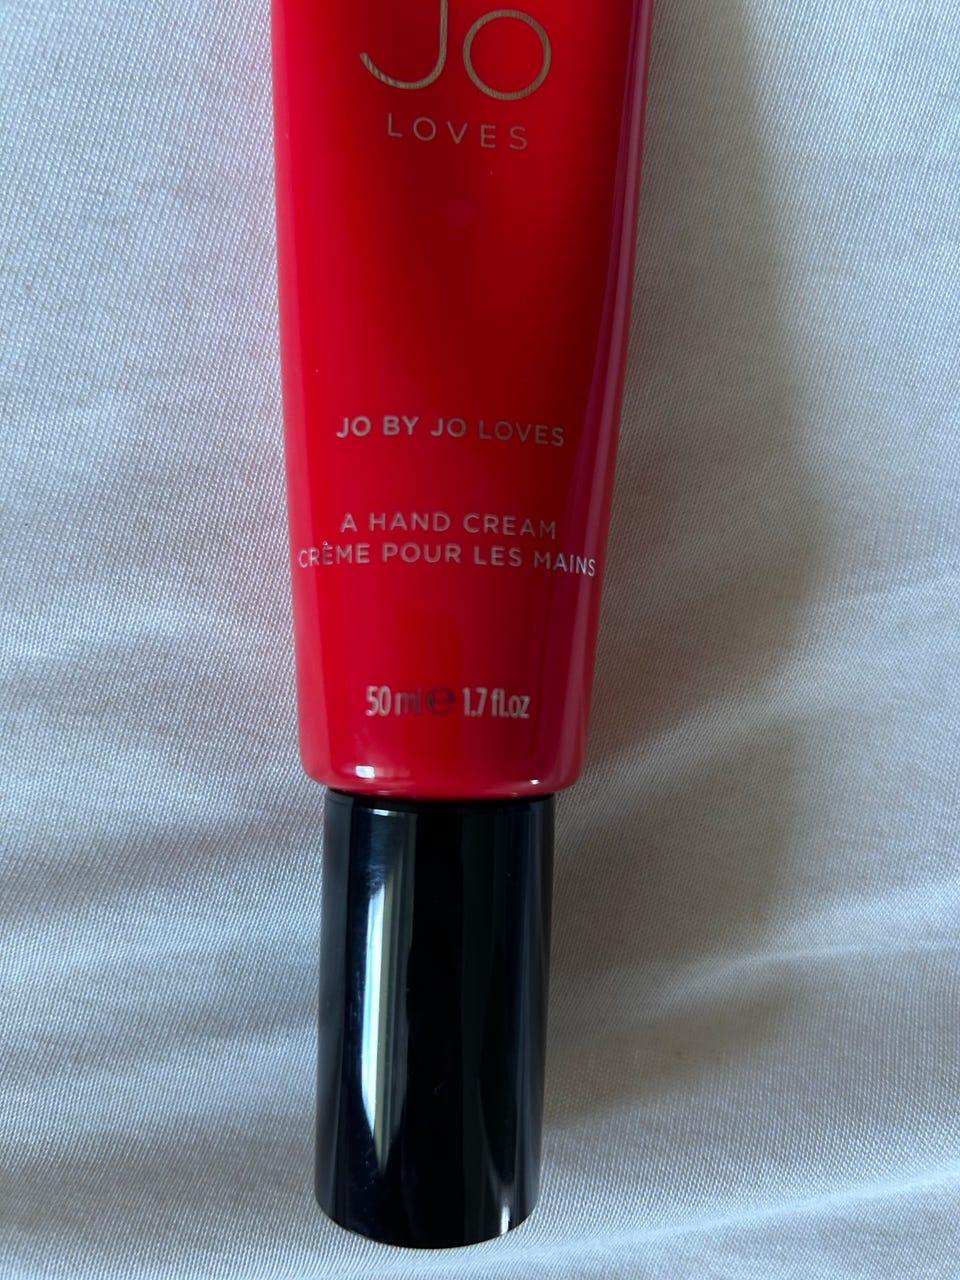 Jo
LOVES
JO BY JO LOVES
A HAND CREAM
CRÈME POUR LES MAINS
50 ml ℮ 1.7 fl.oz